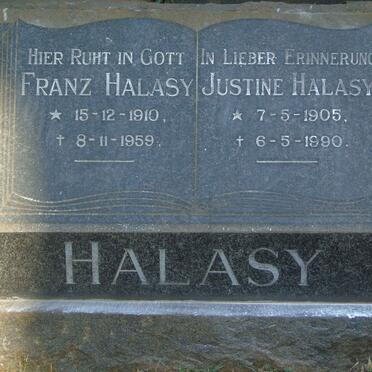 HIER RUHT IN GOTT
FRANZ HALASY
★ 15-12-1910,
✝ 8-11-1959.
IN LIEBER ERINNERUNG
JUSTINE HALASY
★ 7-5-1905,
✝ 6-5-1990.
HALASY